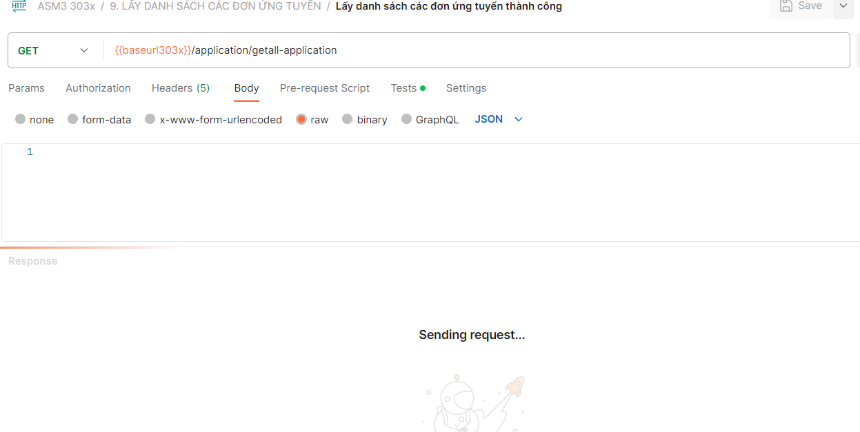 HTTP ASM3 303x / 9. LẤY DANH SÁCH CÁC ĐƠN ỨNG TUYỂN / Lấy danh sách các đơn ứng tuyển thành công Save
GET {{baseurl303x}}/application/getall-application
Params Authorization Headers (5) Body Pre-request Script Tests Settings
none form-data x-www-form-urlencoded raw binary GraphQL JSON
1
Response
Sending request...